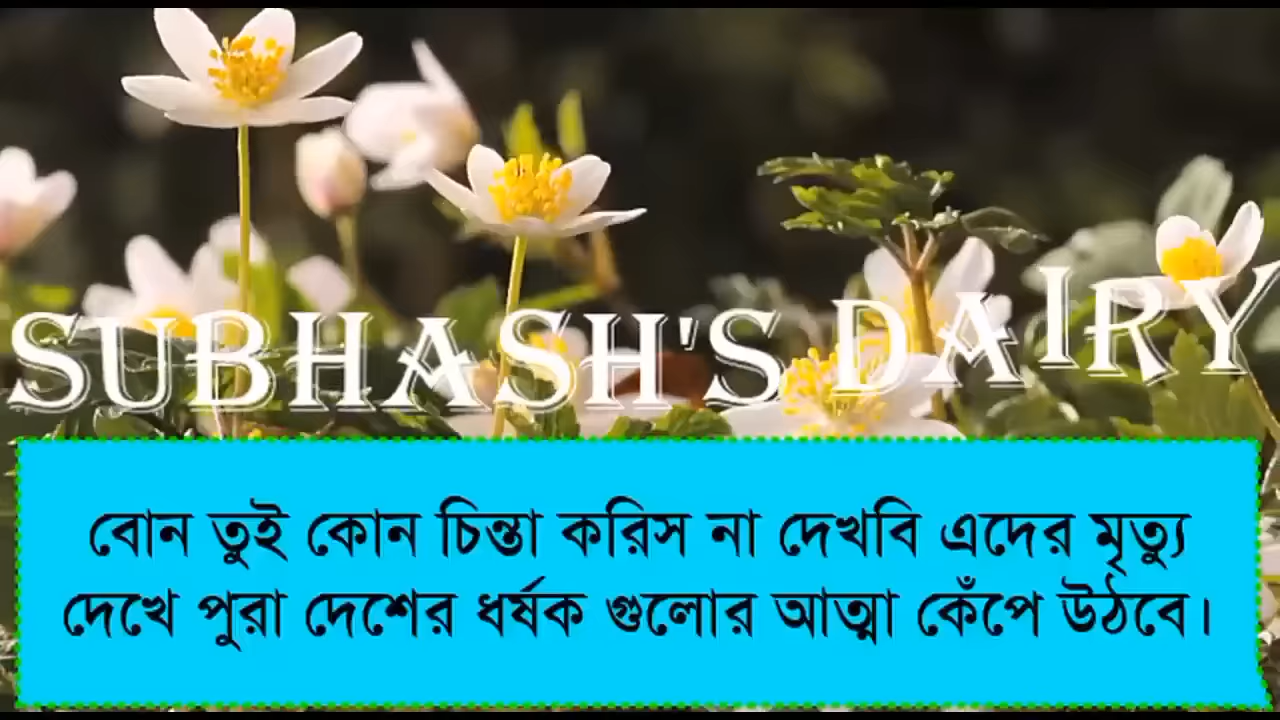 SUBHASH'S DAIRY
বোন তুই কোন চিন্তা করিস না দেখবি এদের মৃত্যু
দেখে পুরা দেশের ধর্ষক গুলোর আত্মা কেঁপে উঠবে।